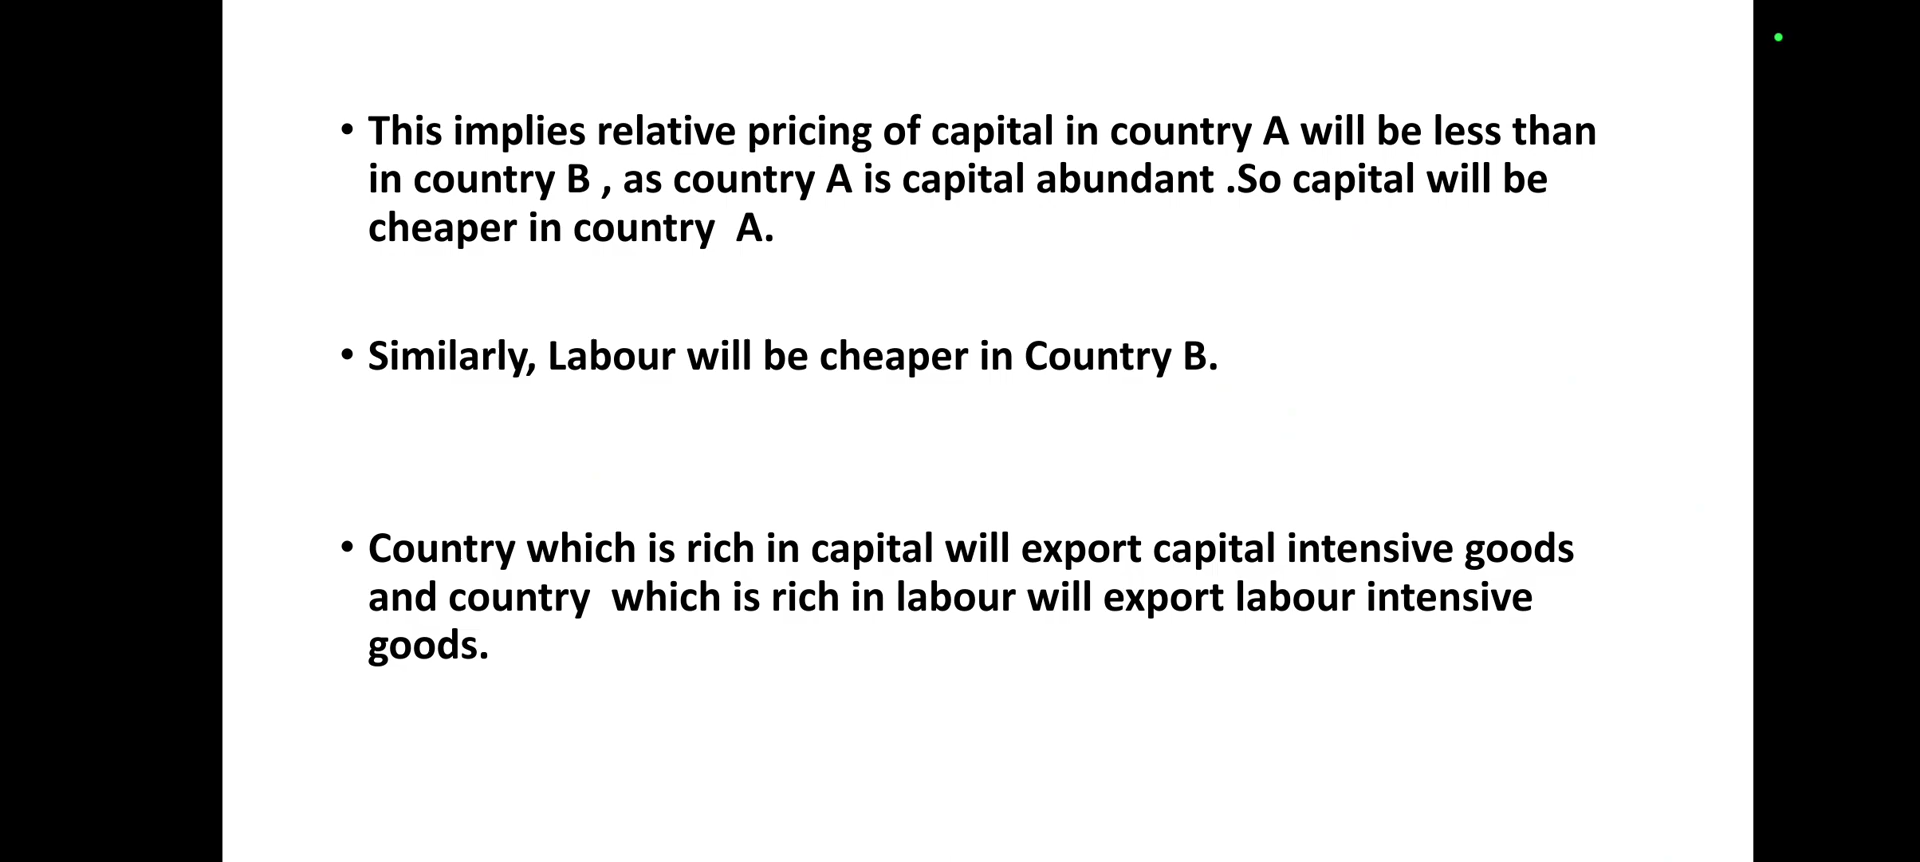 • This implies relative pricing of capital in country A will be less than
in country B , as country A is capital abundant .So capital will be
cheaper in country  A.
• Similarly, Labour will be cheaper in Country B.
• Country which is rich in capital will export capital intensive goods
and country  which is rich in labour will export labour intensive
goods.